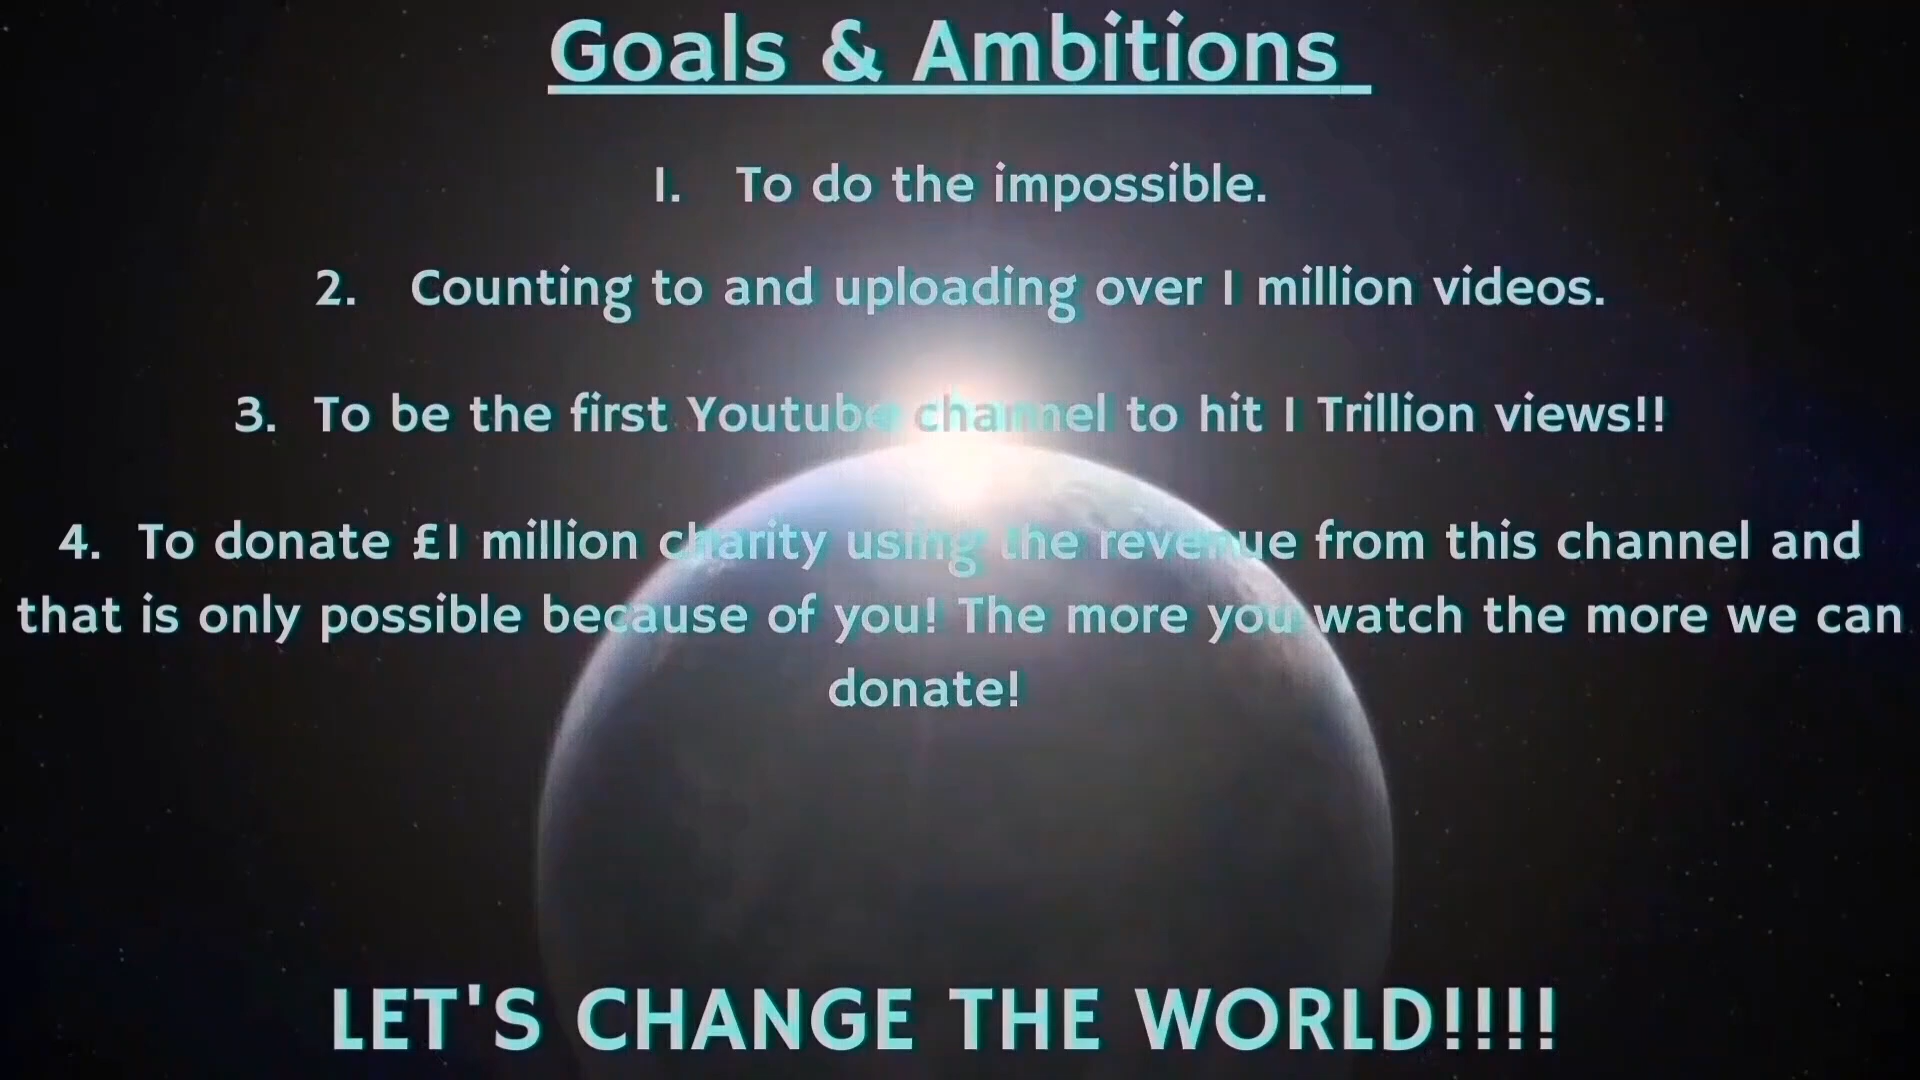 Goals & Ambitions
1. To do the impossible.
2. Counting to and uploading over 1 million videos.
3. To be the first Youtube channel to hit 1 Trillion views!!
4. To donate £1 million charity using the revenue from this channel and
that is only possible because of you! The more you watch the more we can
donate!
LET'S CHANGE THE WORLD!!!!